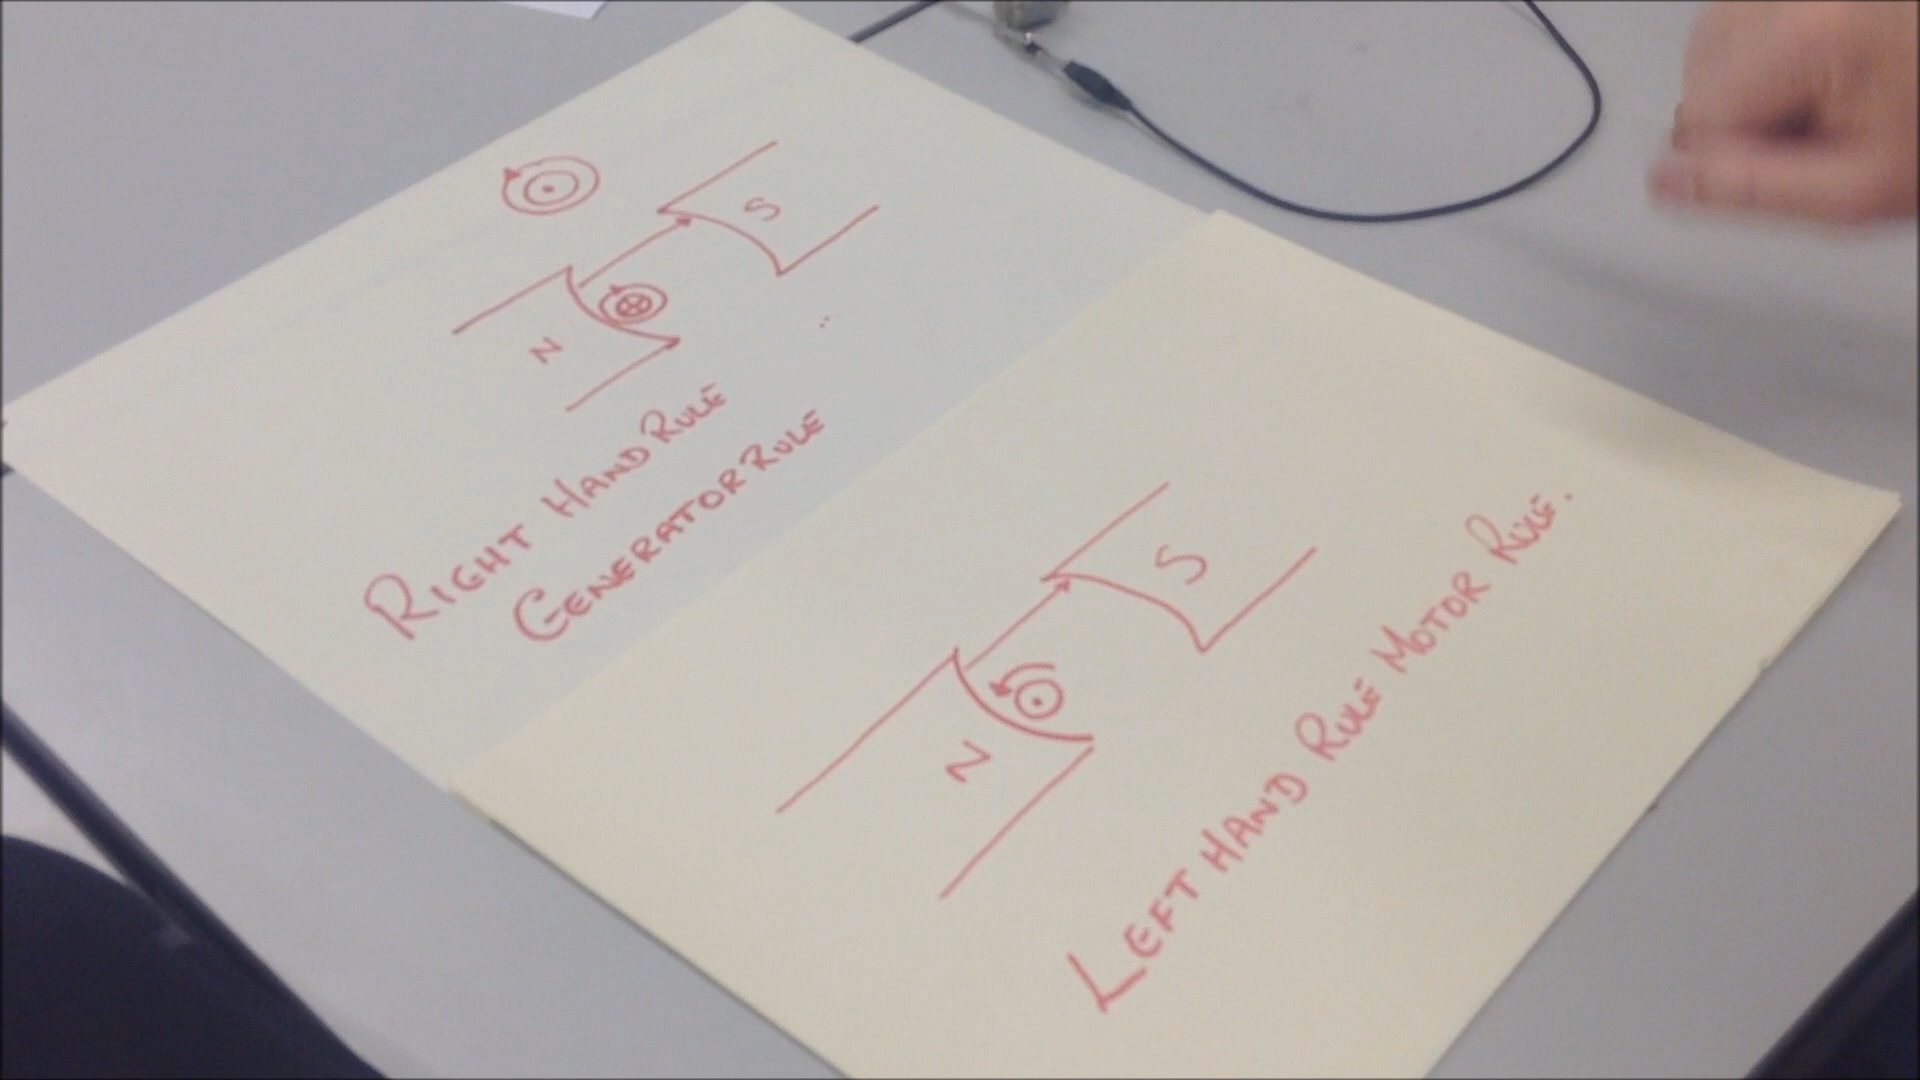 S
N
RIGHT HAND RULE
GENERATOR RULE
S
N
LEFT HAND RULE MOTOR RULE.